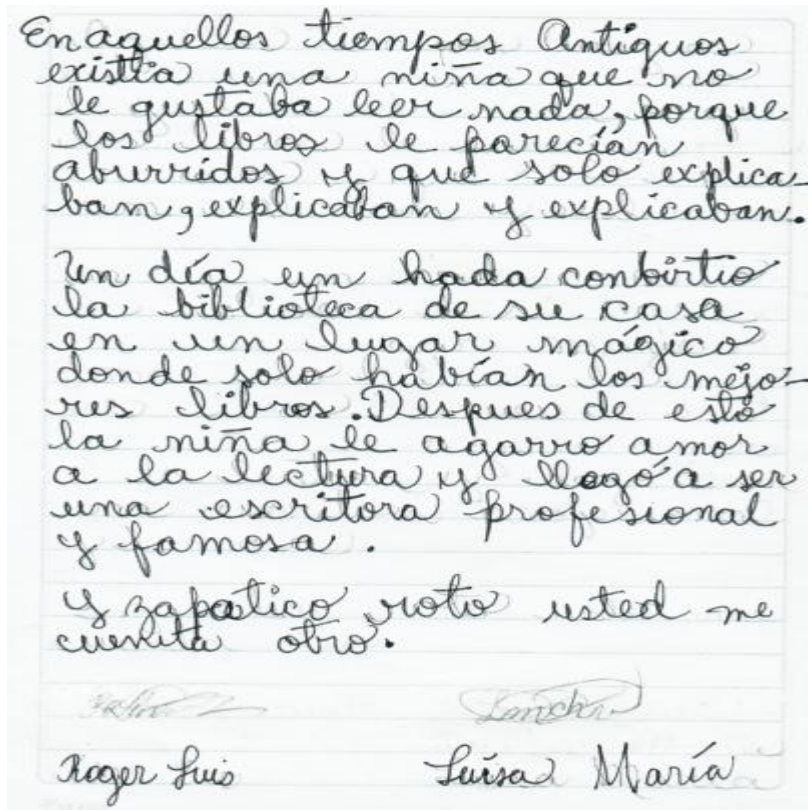 En aquellos tiempos Antiguos
existia una niña que no
le gustaba leer nada, porque
los libros le parecían
aburridos y que solo explica-
ban, explicaban y explicaban.
Un día un hada conbirtio
la biblioteca de su casa
en un lugar mágico
donde solo habían los mejo-
res libros. Despues de esto
la niña le agarro amor
a la lectura y llegó a ser
una escritora profesional
y famosa.
y zapatico roto usted me
cuenta otro.
Roger Luis Luisa María